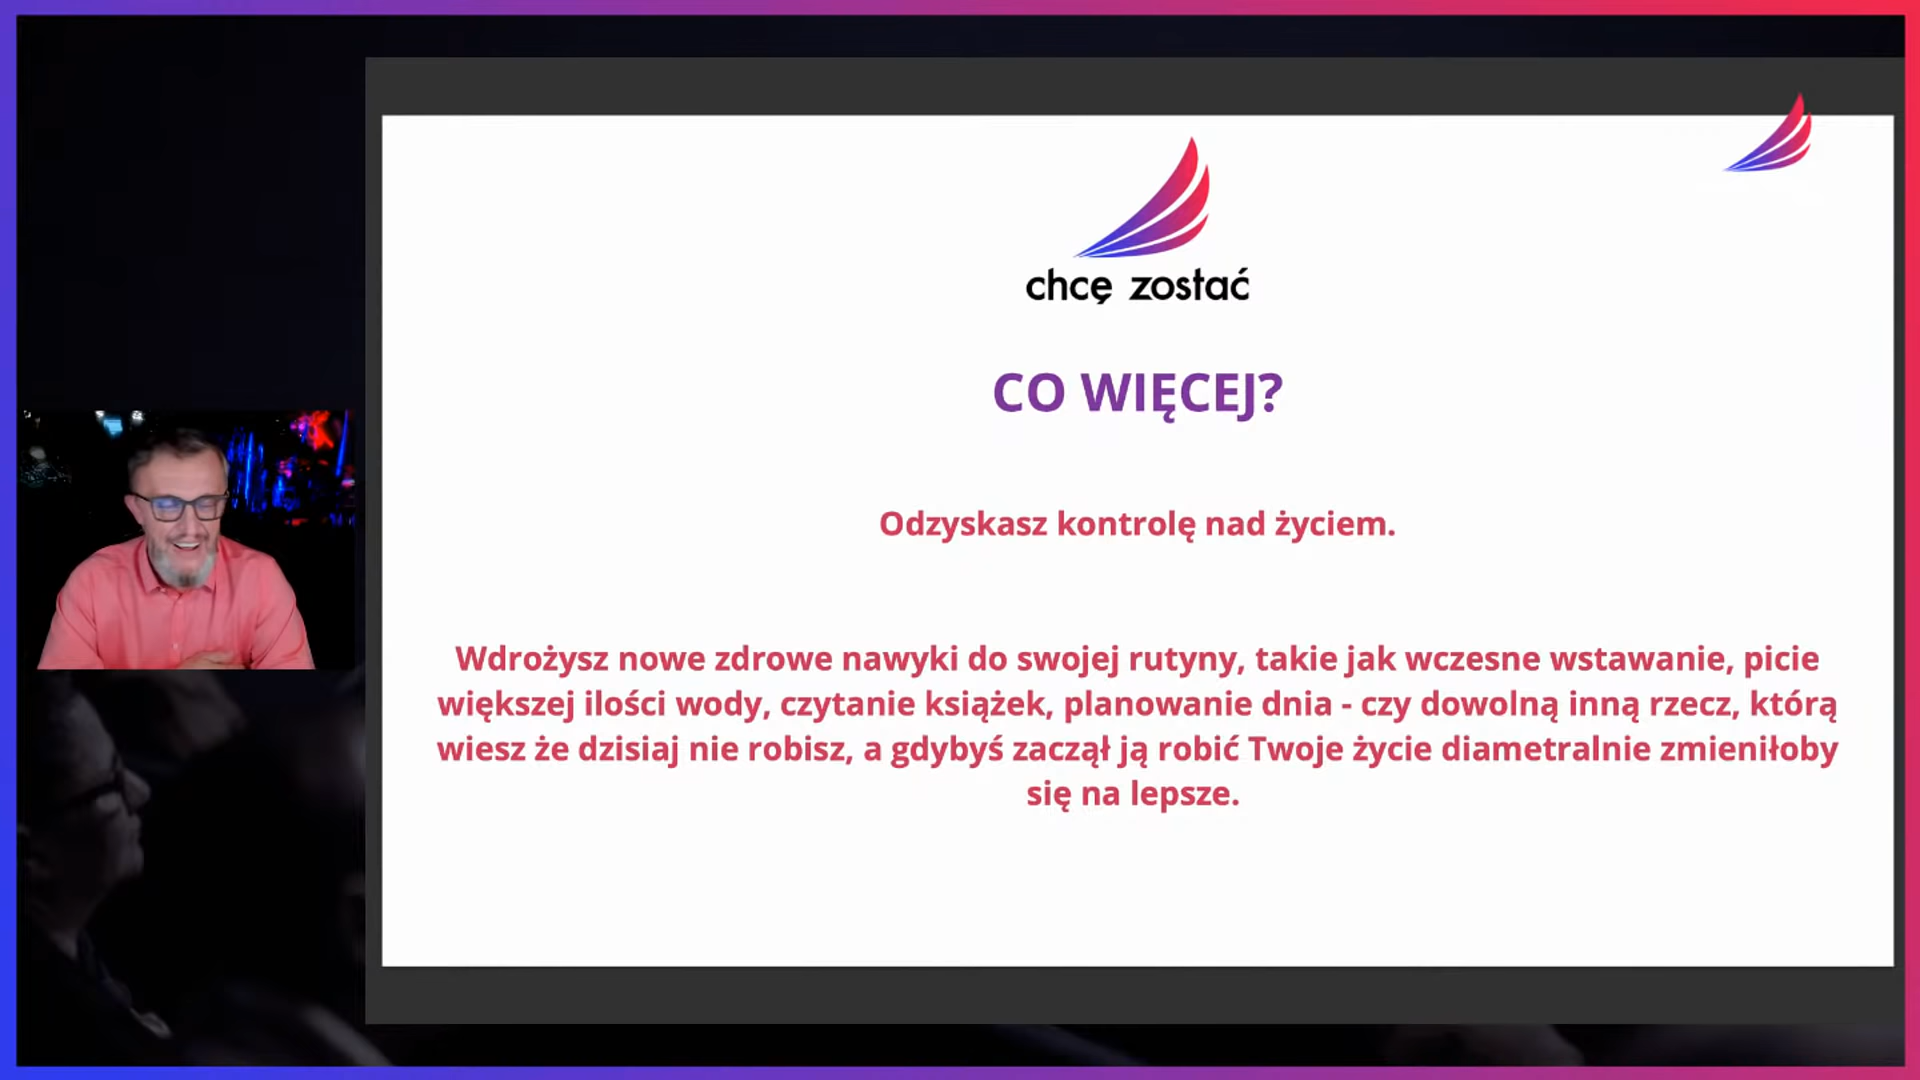 chcę zostać
CO WIĘCEJ?
Odzyskasz kontrolę nad życiem.
Wdrożysz nowe zdrowe nawyki do swojej rutyny, takie jak wczesne wstawanie, picie
większej ilości wody, czytanie książek, planowanie dnia - czy dowolną inną rzecz, którą
wiesz że dzisiaj nie robisz, a gdybyś zaczął ją robić Twoje życie diametralnie zmieniłoby
się na lepsze.